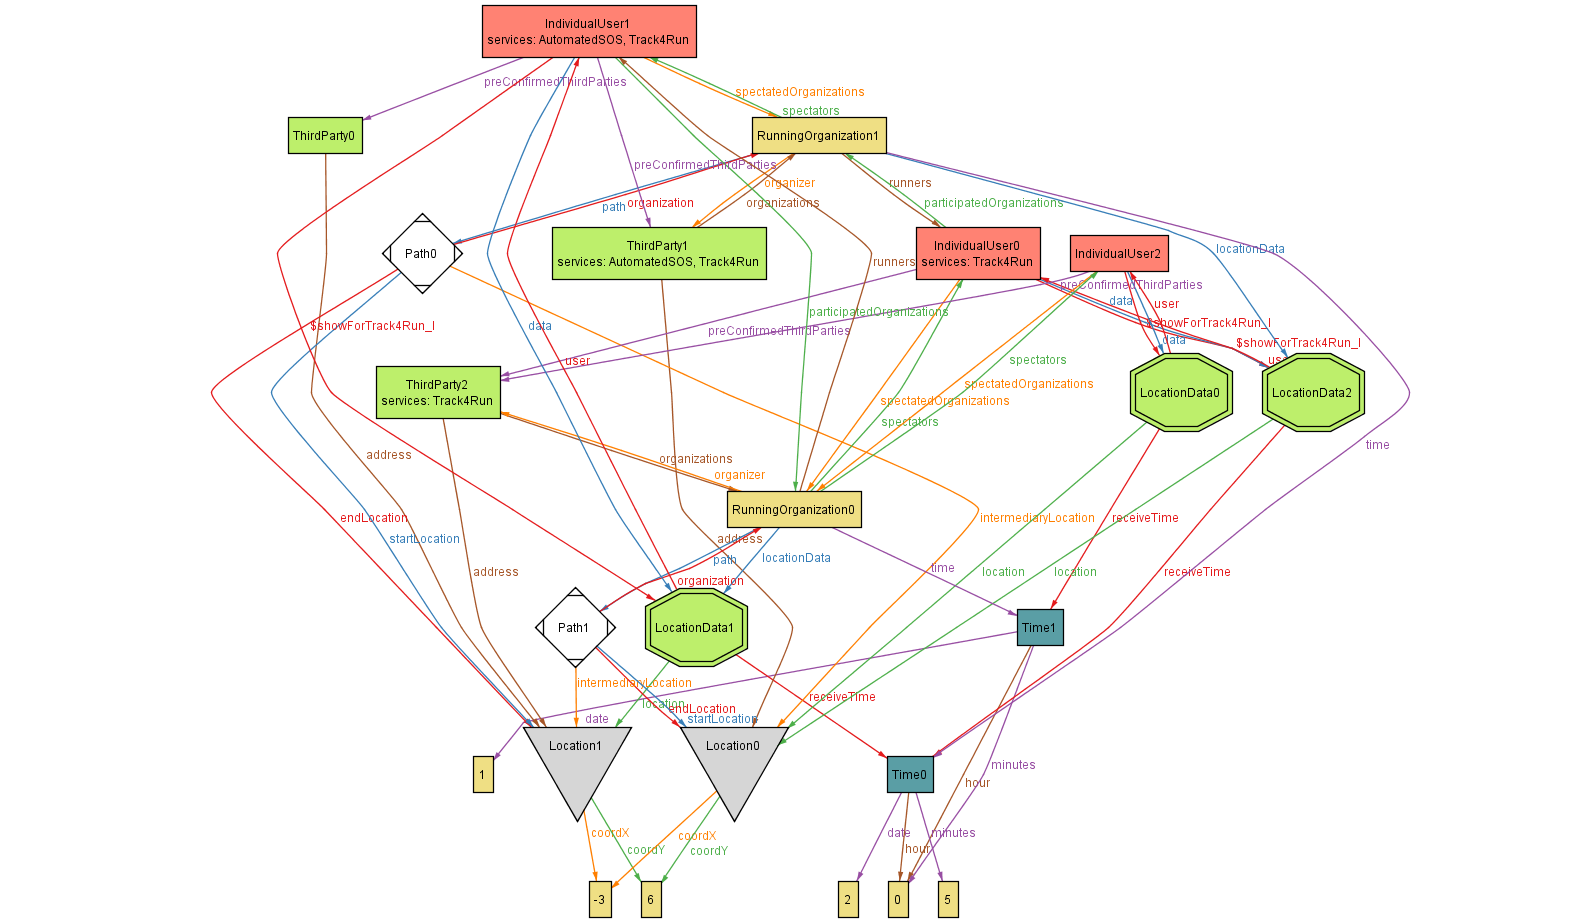 IndividualUser1
services: AutomatedSOS, Track4Run
preConfirmedThirdParties
spectatedOrganizations
spectators
ThirdParty0
RunningOrganization1
preConfirmedThirdParties
organizer
runners
path
organization
organizations
participatedOrganizations
Path0
ThirdParty1
services: AutomatedSOS, Track4Run
IndividualUser0
services: Track4Run
IndividualUser2
locationData
runners
preConfirmedThirdParties
data
user
participatedOrganizations
$showForTrack4Run_l
data
preConfirmedThirdParties
$showForTrack4Run_l
data
$showForTrack4Run_l
user
spectators
ThirdParty2
services: Track4Run
spectatedOrganizations
LocationData0
LocationData2
spectatedOrganizations
spectators
time
address
organizations
organizer
RunningOrganization0
endLocation
intermediaryLocation
receiveTime
startLocation
address
path
locationData
time
address
organization
location
location
receiveTime
Path1
LocationData1
Time1
intermediaryLocation
location
endLocation
receiveTime
date
startLocation
Location1
Location0
1
Time0
minutes
hour
coordX
coordX
date
minutes
coordY
coordY
hour
-3
6
2
0
5